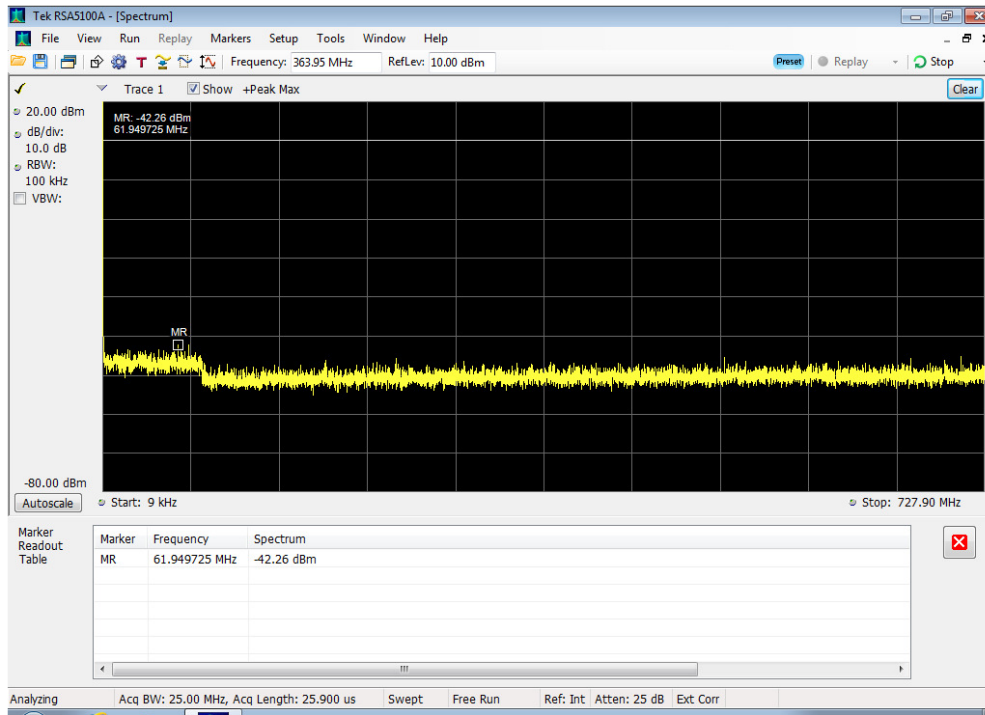 Tek RSA5100A - [Spectrum]
File View Run Replay Markers Setup Tools Window Help
T Frequency: 363.95 MHz RefLev: 10.00 dBm Preset Replay Stop
Trace 1 Show +Peak Max Clear
20.00 dBm
dB/div:
10.0 dB
RBW:
100 kHz
VBW:
MR: -42.26 dBm
61.949725 MHz
MR
-80.00 dBm
Autoscale Start: 9 kHz Stop: 727.90 MHz
Marker
Readout
Table
Marker Frequency Spectrum
MR 61.949725 MHz -42.26 dBm
Analyzing Acq BW: 25.00 MHz, Acq Length: 25.900 us Swept Free Run Ref: Int Atten: 25 dB Ext Corr